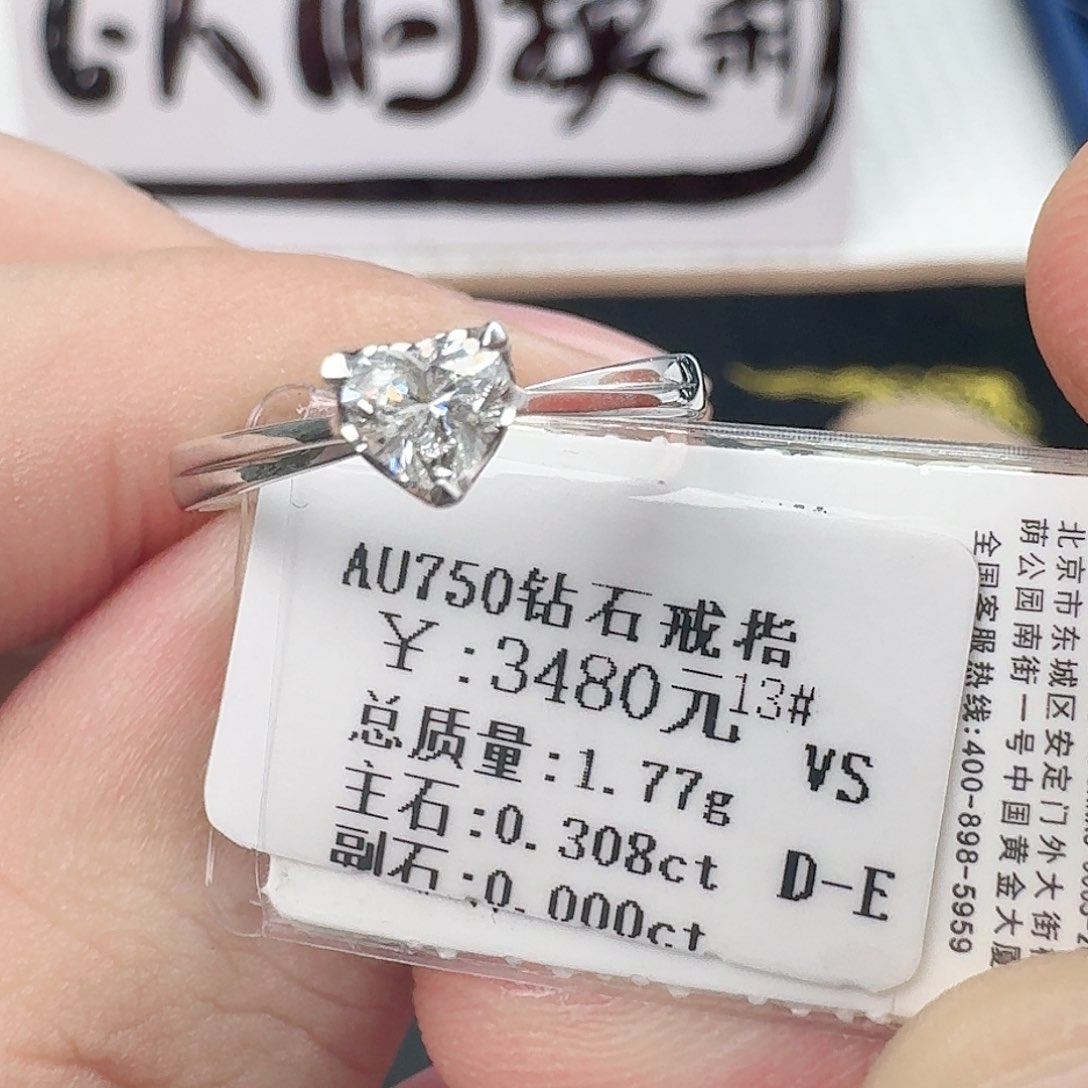 AU750钻石戒指
￥:3480元13#
总质量:1.77g
VS
主石:0.308ct
D-E
副石:0.000ct
北京市东城区安定门外大街
荫公园南街一号中国黄金大厦
全国客服热线:400-898-5959